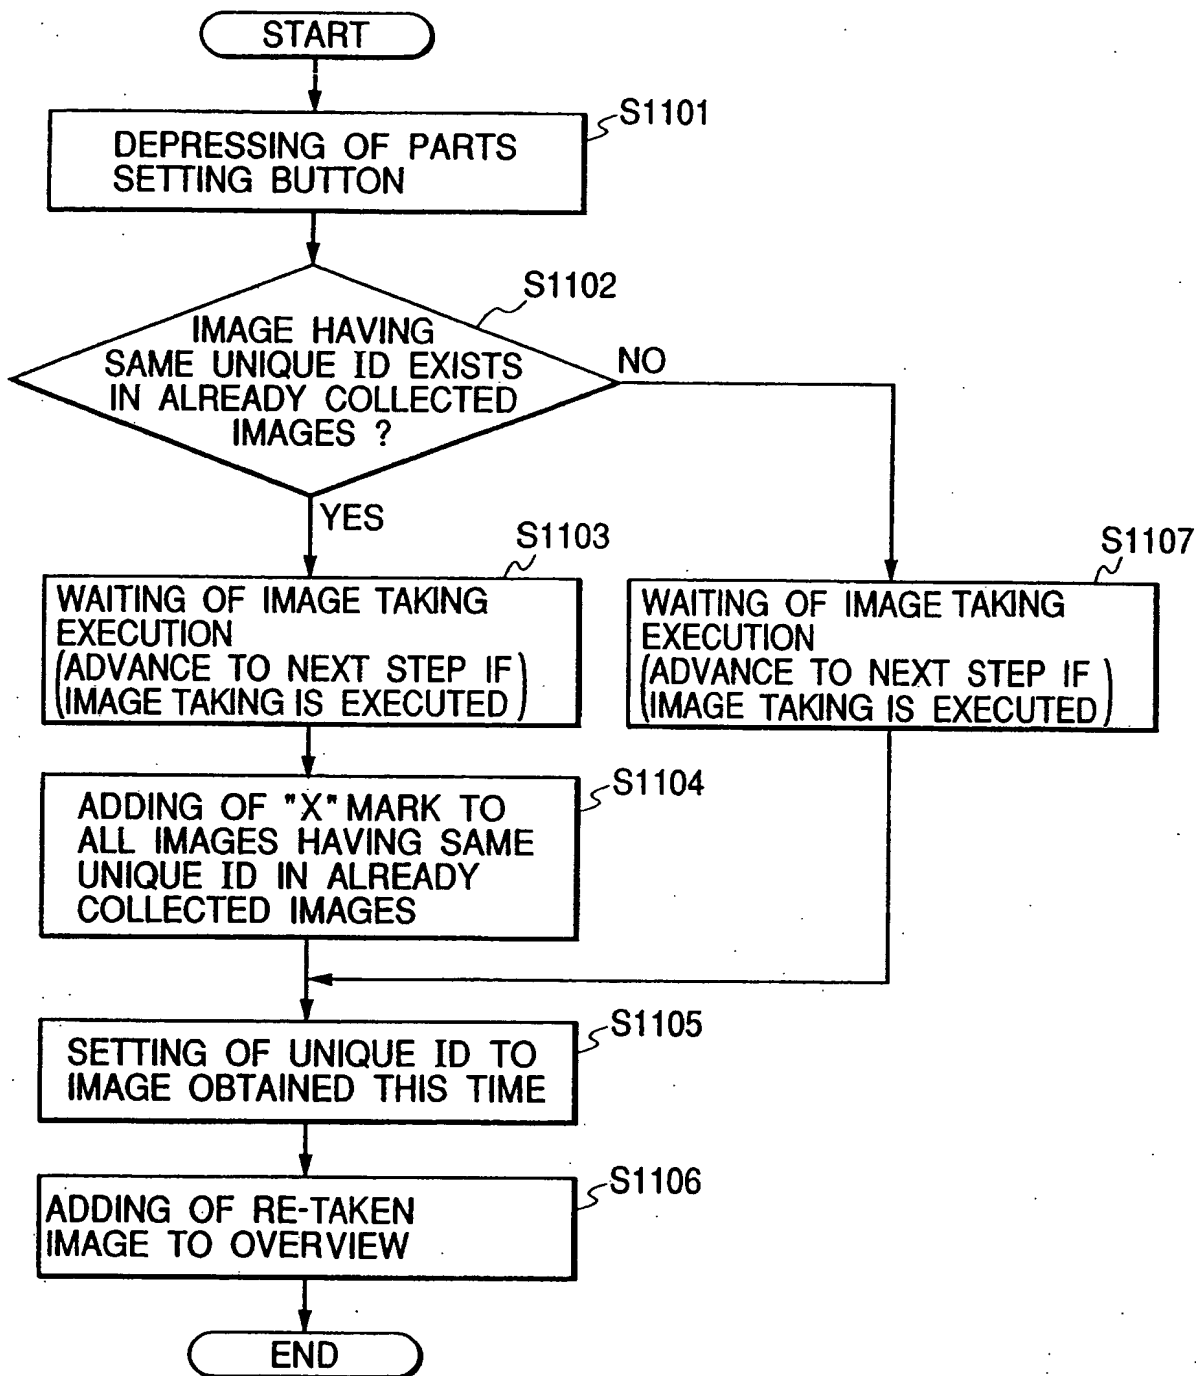 START
S1101
DEPRESSING OF PARTS
SETTING BUTTON
S1102
IMAGE HAVING
SAME UNIQUE ID EXISTS
IN ALREADY COLLECTED
IMAGES ?
NO
YES
S1103
WAITING OF IMAGE TAKING
EXECUTION
(ADVANCE TO NEXT STEP IF
IMAGE TAKING IS EXECUTED)
S1107
WAITING OF IMAGE TAKING
EXECUTION
(ADVANCE TO NEXT STEP IF
IMAGE TAKING IS EXECUTED)
S1104
ADDING OF "X" MARK TO
ALL IMAGES HAVING SAME
UNIQUE ID IN ALREADY
COLLECTED IMAGES
S1105
SETTING OF UNIQUE ID TO
IMAGE OBTAINED THIS TIME
S1106
ADDING OF RE-TAKEN
IMAGE TO OVERVIEW
END